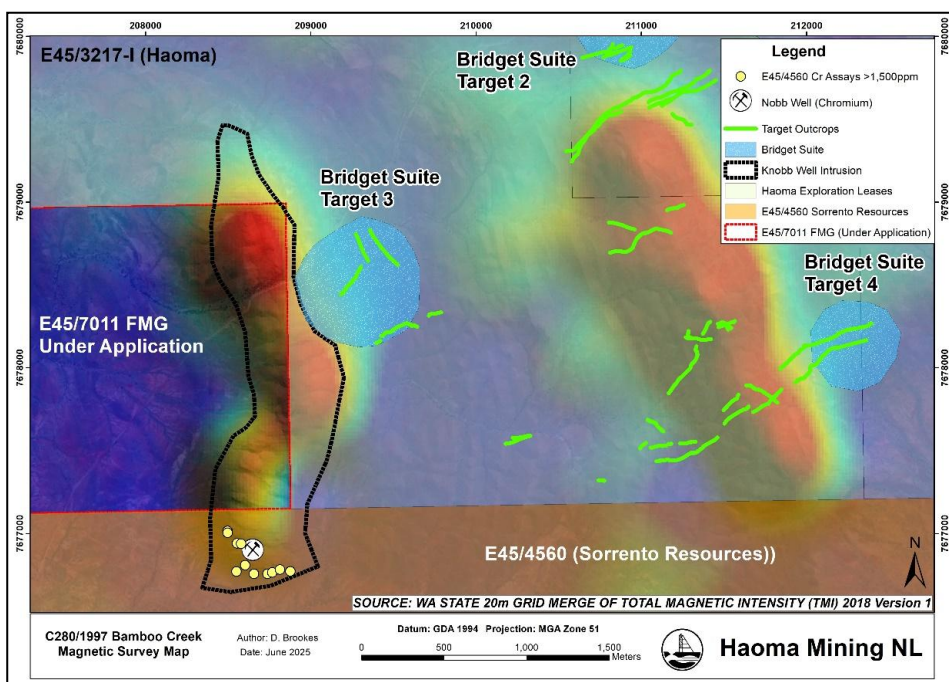 208000
209000
210000
211000
212000
7680000
7680000
E45/3217-I (Haoma)
Bridget Suite
Target 2
Legend
E45/4560 Cr Assays >1,500ppm
Nobb Well (Chromium)
Target Outcrops
Bridget Suite
Knobb Well Intrusion
Haoma Exploration Leases
E45/4560 Sorrento Resources
E45/7011 FMG (Under Application)
7679000
7679000
Bridget Suite
Target 3
Bridget Suite
Target 4
E45/7011 FMG
Under Application
7678000
7678000
7677000
7677000
E45/4560 (Sorrento Resources))
N
SOURCE: WA STATE 20m GRID MERGE OF TOTAL MAGNETIC INTENSITY (TMI) 2018 Version 1
C280/1997 Bamboo Creek
Magnetic Survey Map
Author: D. Brookes
Date: June 2025
Datum: GDA 1994 Projection: MGA Zone 51
0 500 1,000 1,500
Meters
Haoma Mining NL